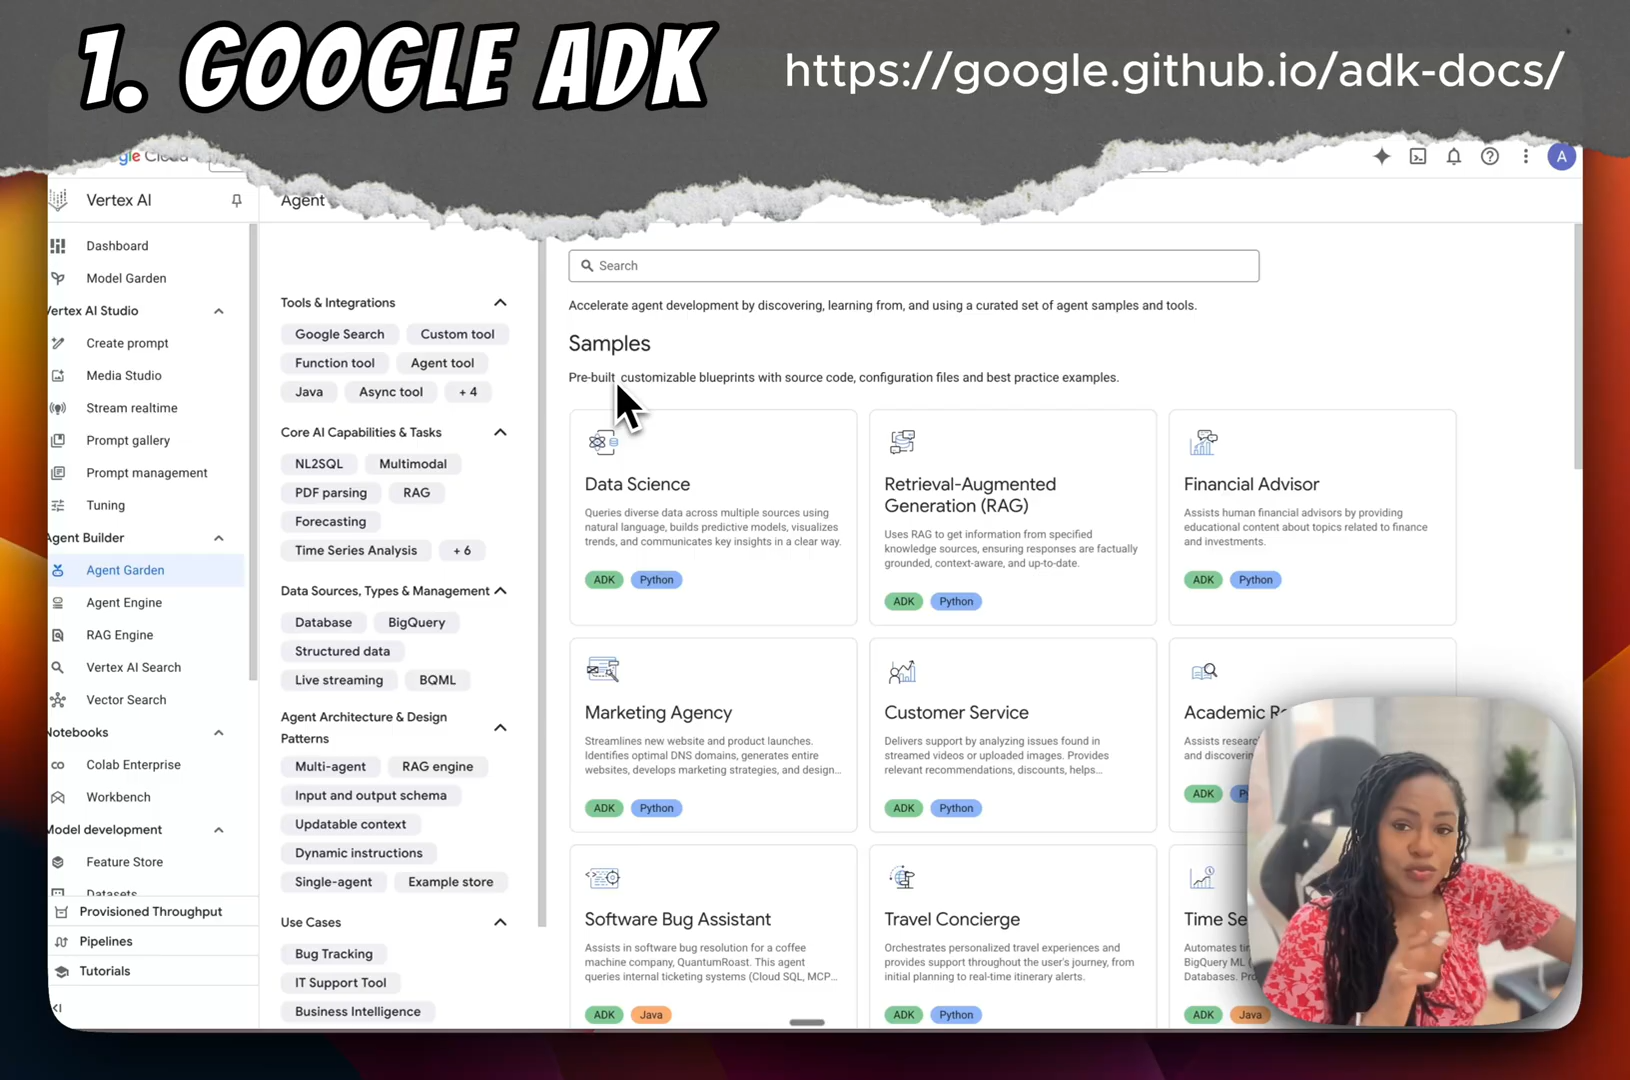 1. GOOGLE ADK
https://google.github.io/adk-docs/
A
Vertex AI
Agent
Dashboard
Model Garden
Vertex AI Studio
Create prompt
Media Studio
Stream realtime
Prompt gallery
Prompt management
Tuning
Agent Builder
Agent Garden
Agent Engine
RAG Engine
Vertex AI Search
Vector Search
Notebooks
Colab Enterprise
Workbench
Model development
Feature Store
Datasets
Provisioned Throughput
Pipelines
Tutorials
Tools & Integrations
Google Search
Custom tool
Function tool
Agent tool
Java
Async tool
+ 4
Core AI Capabilities & Tasks
NL2SQL
Multimodal
PDF parsing
RAG
Forecasting
Time Series Analysis
+ 6
Data Sources, Types & Management
Database
BigQuery
Structured data
Live streaming
BQML
Agent Architecture & Design
Patterns
Multi-agent
RAG engine
Input and output schema
Updatable context
Dynamic instructions
Single-agent
Example store
Use Cases
Bug Tracking
IT Support Tool
Business Intelligence
Search
Accelerate agent development by discovering, learning from, and using a curated set of agent samples and tools.
Samples
Pre-built, customizable blueprints with source code, configuration files and best practice examples.
Data Science
Queries diverse data across multiple sources using
natural language, builds predictive models, visualizes
trends, and communicates key insights in a clear way.
ADK
Python
Retrieval-Augmented
Generation (RAG)
Uses RAG to get information from specified
knowledge sources, ensuring responses are factually
grounded, context-aware, and up-to-date.
ADK
Python
Financial Advisor
Assists human financial advisors by providing
educational content about topics related to finance
and investments.
ADK
Python
Marketing Agency
Streamlines new website and product launches.
Identifies optimal DNS domains, generates entire
websites, develops marketing strategies, and design...
ADK
Python
Customer Service
Delivers support by analyzing issues found in
streamed videos or uploaded images. Provides
relevant recommendations, discounts, helps...
ADK
Python
Academic
Assists
and
ADK
Software Bug Assistant
Assists in software bug resolution for a coffee
machine company, QuantumRoast. This agent
queries internal ticketing systems (Cloud SQL, MCP...
ADK
Java
Travel Concierge
Orchestrates personalized travel experiences and
provides support throughout the user's journey, from
initial planning to real-time itinerary alerts.
ADK
Python
Time
Automates
BigQuery ML
Databases.
ADK
Java